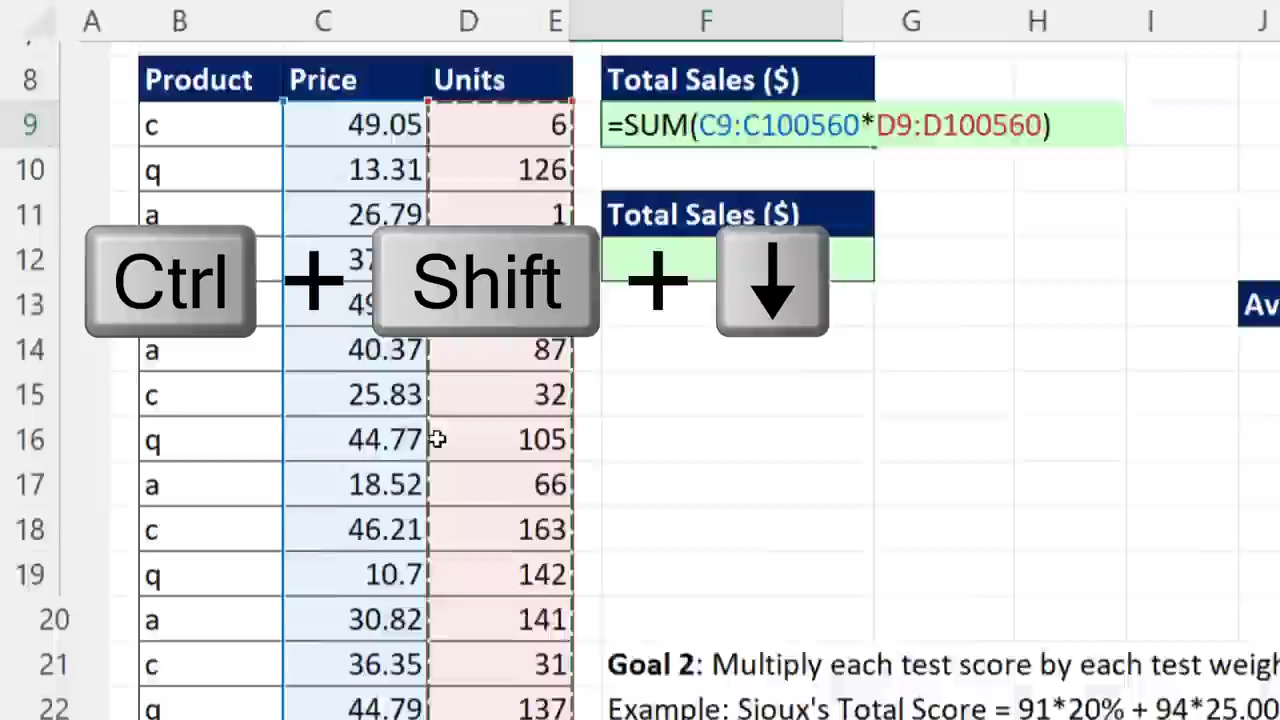 A B C D E F G H I J
8 Product Price Units Total Sales ($)
9 c 49.05 6 =SUM(C9:C100560*D9:D100560)
10 q 13.31 126
11 a 26.79 1 Total Sales ($)
12
Ctrl + Shift + ↓
13 Av
14 a 40.37 87
15 c 25.83 32
16 q 44.77 105
17 a 18.52 66
18 c 46.21 163
19 q 10.7 142
20 a 30.82 141
21 c 36.35 31 Goal 2: Multiply each test score by each test weigh
22 q 44.79 137 Example: Sioux's Total Score = 91*20% + 94*25.00